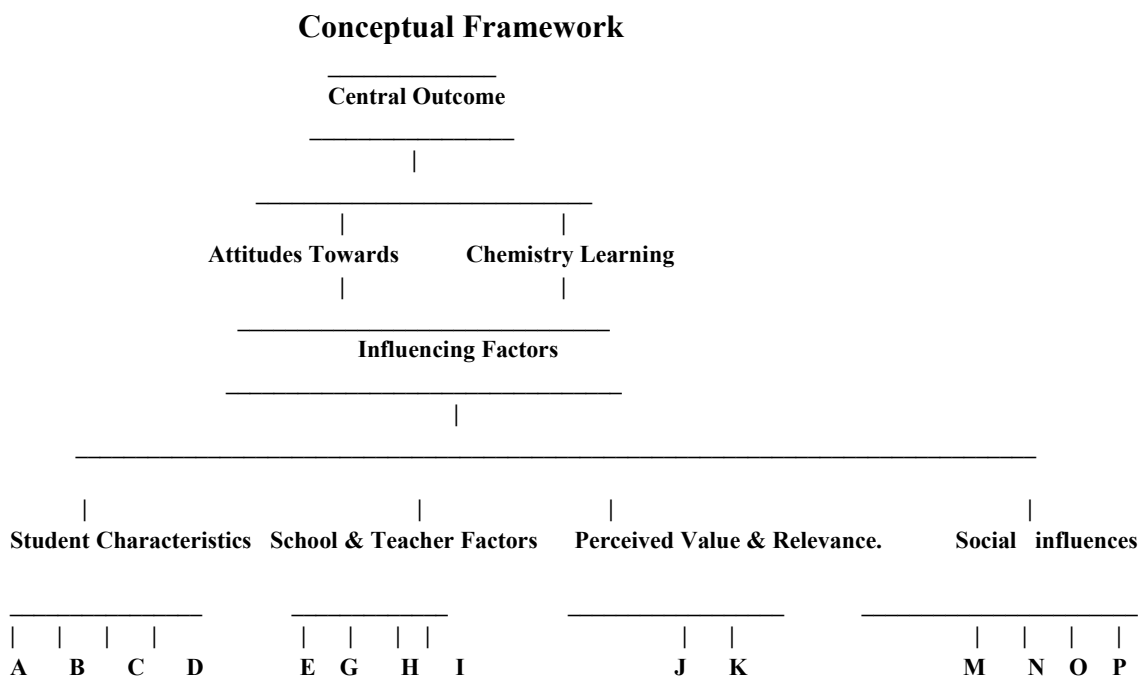 Conceptual Framework
Central Outcome
Attitudes Towards Chemistry Learning
Influencing Factors
Student Characteristics School & Teacher Factors Perceived Value & Relevance. Social influences
A B C D E G H I J K M N O P